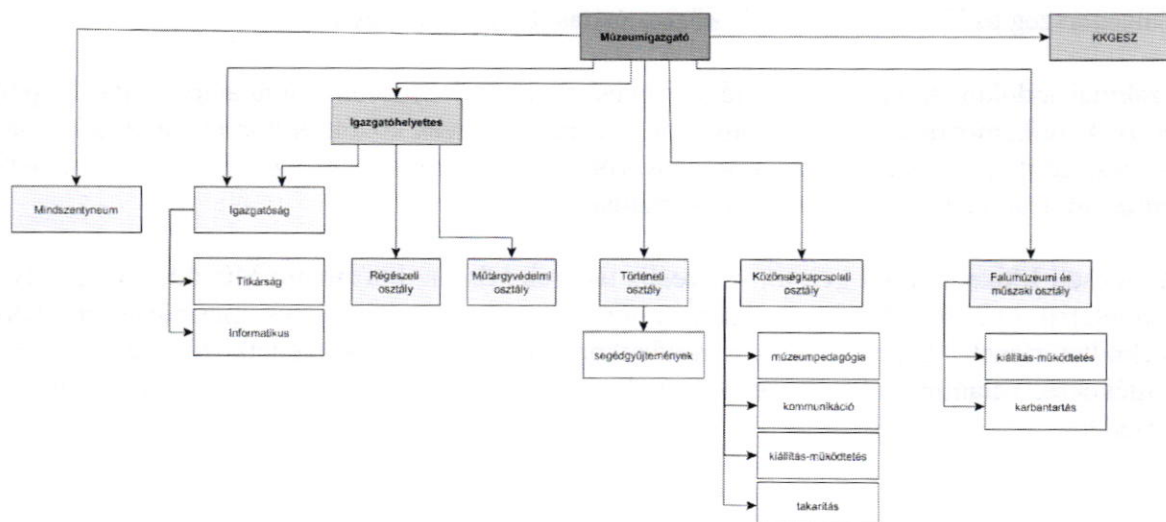 Múzeumigazgató
KKGESZ
Igazgatóhelyettes
Mindszentyneum
Igazgatóság
Titkárság
Informatikus
Régészeti
osztály
Műtárgyvédelmi
osztály
Történeti
osztály
segédgyűjtemények
Közönségkapcsolati
osztály
múzeumpedagógia
kommunikáció
kiállítás-működtetés
takarítás
Falumúzeumi és
műszaki osztály
kiállítás-működtetés
karbantartás